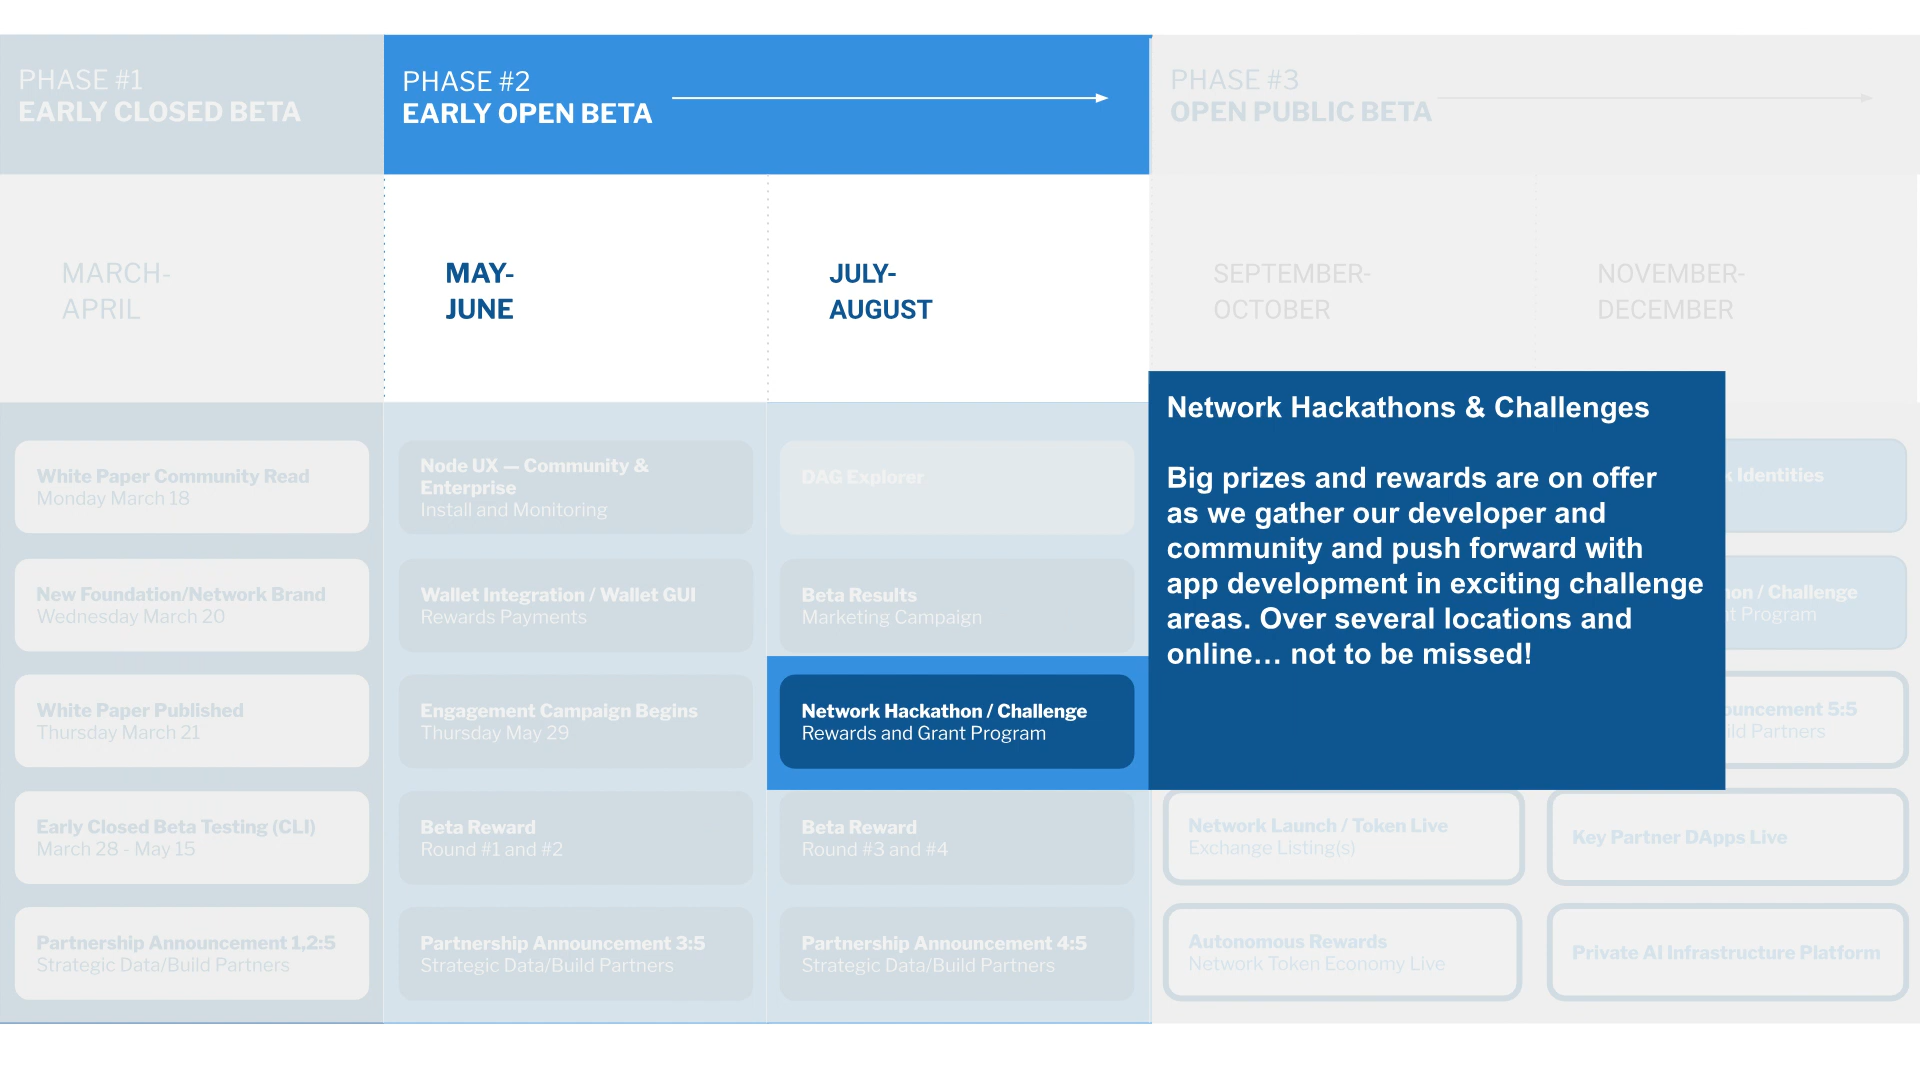 PHASE #1
EARLY CLOSED BETA
PHASE #2
EARLY OPEN BETA
PHASE #3
OPEN PUBLIC BETA
MARCH-
APRIL
MAY-
JUNE
JULY-
AUGUST
SEPTEMBER-
OCTOBER
NOVEMBER-
DECEMBER
White Paper Community Read
Monday March 18
New Foundation/Network Brand
Wednesday March 20
White Paper Published
Thursday March 21
Early Closed Beta Testing (CLI)
March 28 - May 15
Partnership Announcement 1,2:5
Strategic Data/Build Partners
Node UX — Community &
Enterprise
Install and Monitoring
Wallet Integration / Wallet GUI
Rewards Payments
Engagement Campaign Begins
Thursday May 29
Beta Reward
Round #1 and #2
Partnership Announcement 3:5
Strategic Data/Build Partners
DAG Explorer
Beta Results
Marketing Campaign
Network Hackathon / Challenge
Rewards and Grant Program
Beta Reward
Round #3 and #4
Partnership Announcement 4:5
Strategic Data/Build Partners
Network Hackathons & Challenges
Big prizes and rewards are on offer
as we gather our developer and
community and push forward with
app development in exciting challenge
areas. Over several locations and
online… not to be missed!
Network Launch / Token Live
Exchange Listing(s)
Autonomous Rewards
Network Token Economy Live
Identities
/ Challenge
Program
5:5
Partners
Key Partner DApps Live
Private AI Infrastructure Platform